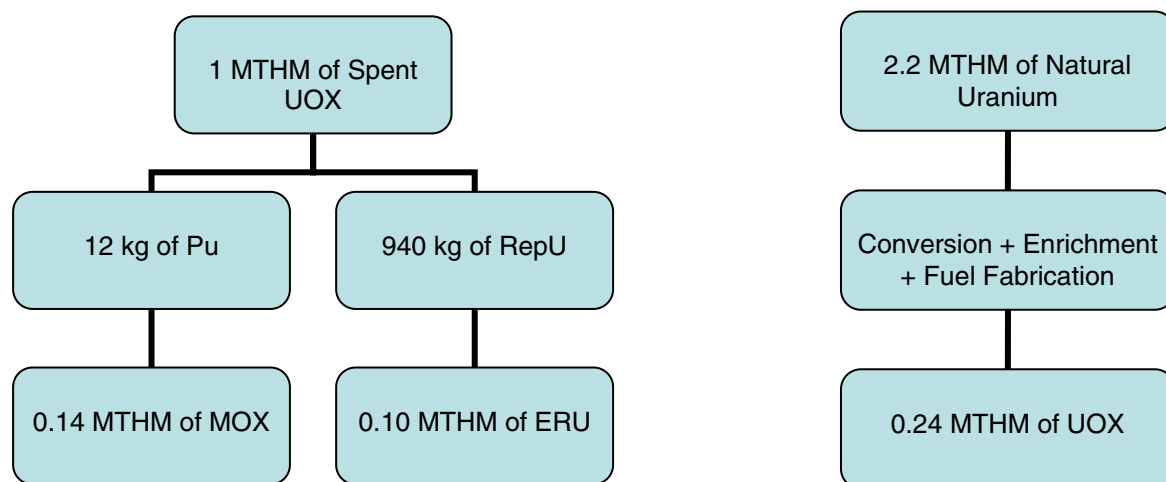 1 MTHM of Spent
UOX
12 kg of Pu
940 kg of RepU
0.14 MTHM of MOX
0.10 MTHM of ERU
2.2 MTHM of Natural
Uranium
Conversion + Enrichment
+ Fuel Fabrication
0.24 MTHM of UOX